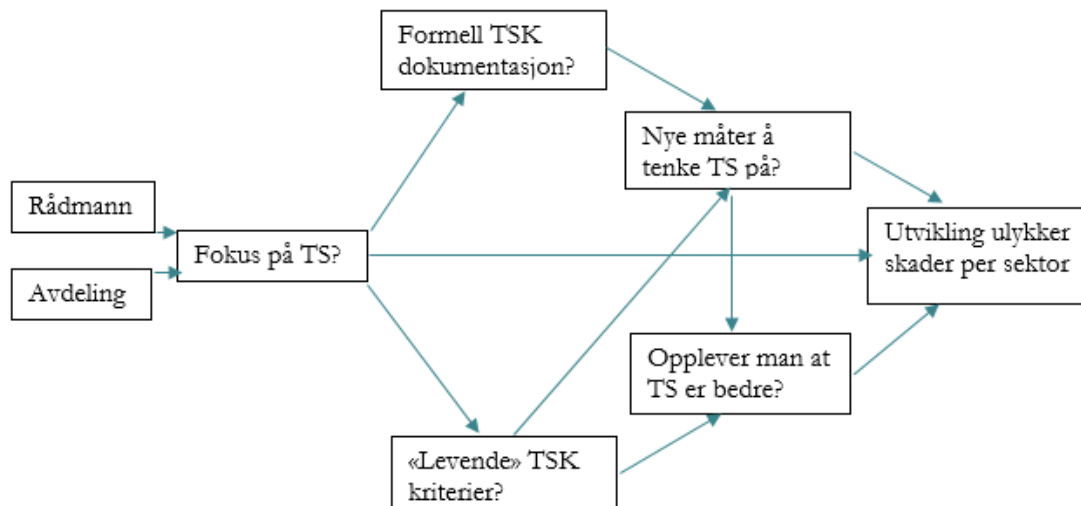 Formell TSK
dokumentasjon?
Nye måter å
tenke TS på?
Rådmann
Fokus på TS?
Avdeling
Utvikling ulykker
skader per sektor
Opplever man at
TS er bedre?
«Levende» TSK
kriterier?